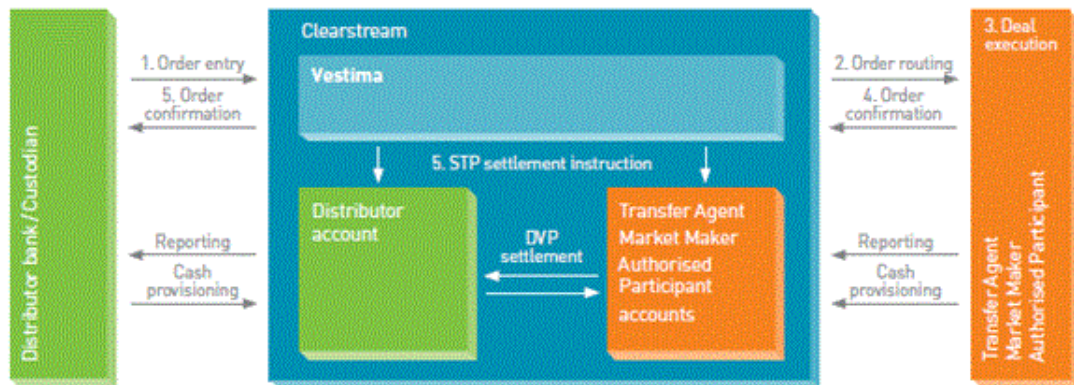 Distributor bank/Custodian
1. Order entry
5. Order
confirmation
Reporting
Cash
provisioning
Clearstream
Vestima
5. STP settlement instruction
Distributor
account
DVP
settlement
Transfer Agent
Market Maker
Authorised
Participant
accounts
2. Order routing
4. Order
confirmation
Reporting
Cash
provisioning
3. Deal
execution
Transfer Agent
Market Maker
Authorised Participant